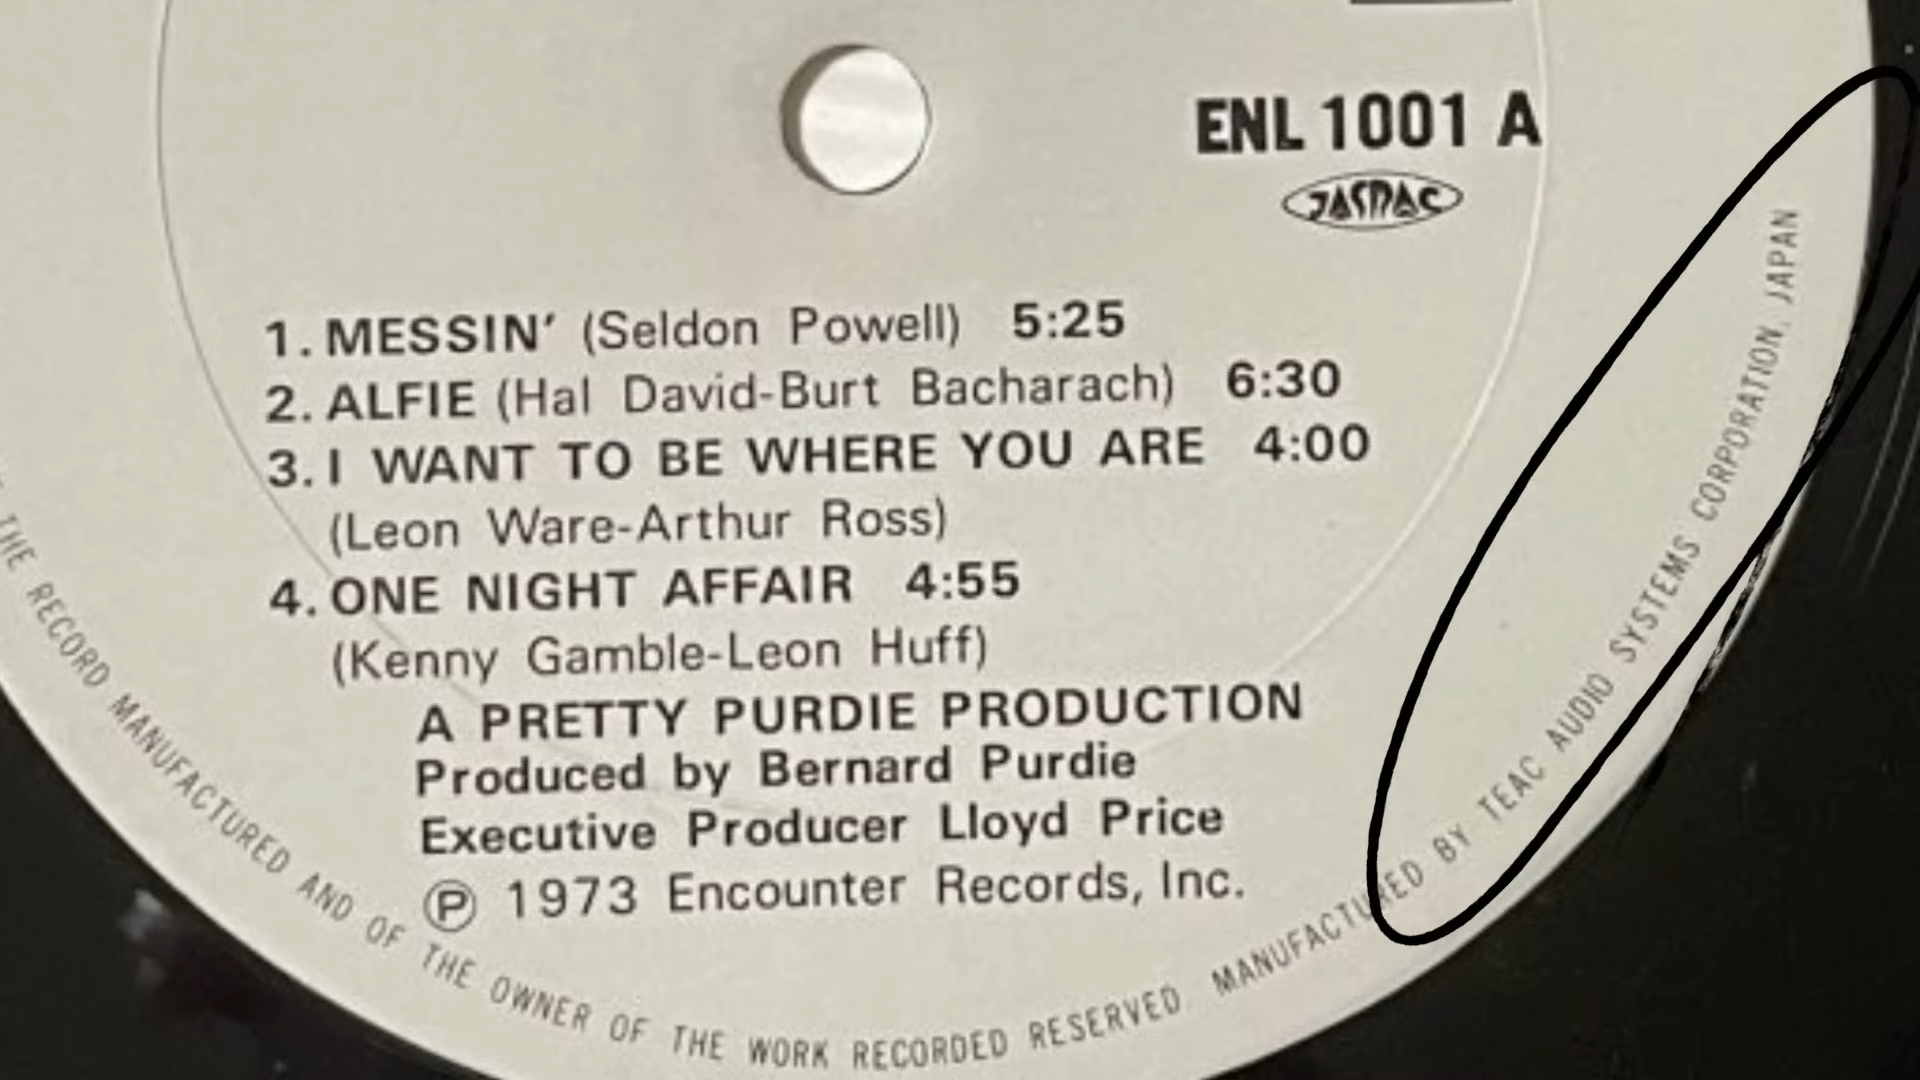 ENL 1001 A
JASRAC
1. MESSIN' (Seldon Powell) 5:25
2. ALFIE (Hal David-Burt Bacharach) 6:30
3. I WANT TO BE WHERE YOU ARE 4:00
(Leon Ware-Arthur Ross)
4. ONE NIGHT AFFAIR 4:55
(Kenny Gamble-Leon Huff)
A PRETTY PURDIE PRODUCTION
Produced by Bernard Purdie
Executive Producer Lloyd Price
Ⓟ 1973 Encounter Records, Inc.
THE RECORD MANUFACTURED AND OF THE OWNER OF THE WORK RECORDED RESERVED MANUFACTURED BY TEAC AUDIO SYSTEMS CORPORATION, JAPAN